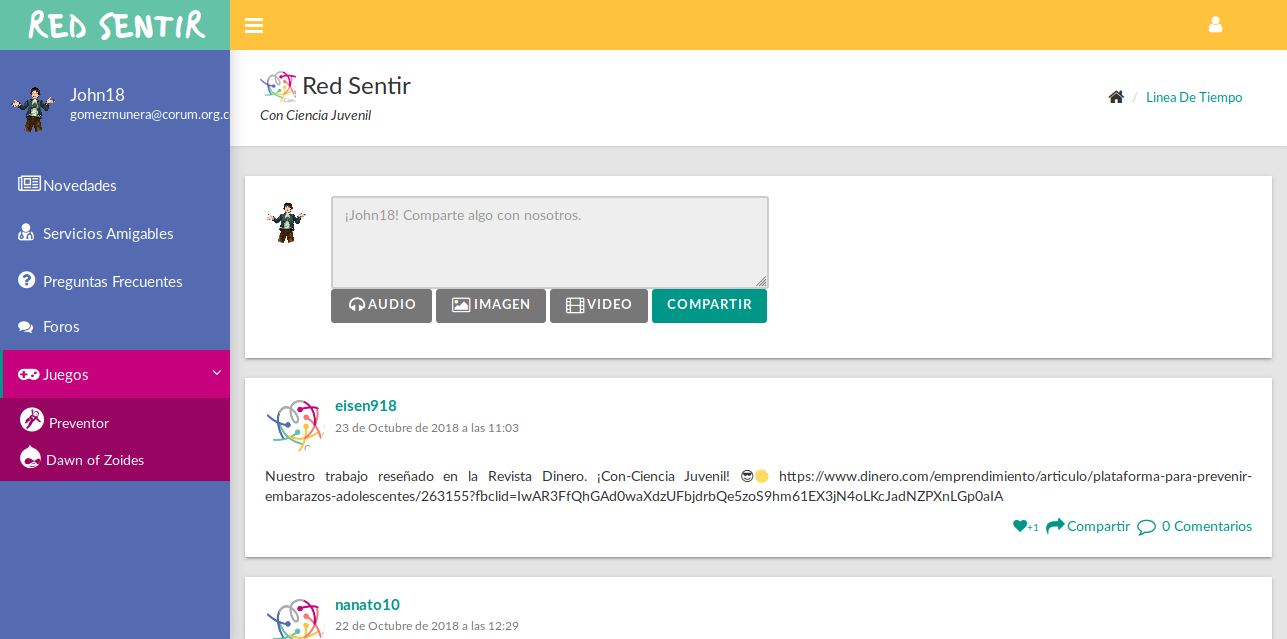 RED SENTIR
John18
gomezmunera@corum.org.c
Novedades
Servicios Amigables
Preguntas Frecuentes
Foros
Juegos
Preventor
Dawn of Zoides
Red Sentir
Con Ciencia Juvenil
/ Linea De Tiempo
¡John18! Comparte algo con nosotros.
AUDIO IMAGEN VIDEO COMPARTIR
eisen918
23 de Octubre de 2018 a las 11:03
Nuestro trabajo reseñado en la Revista Dinero. ¡Con-Ciencia Juvenil! 😎✊ https://www.dinero.com/emprendimiento/articulo/plataforma-para-prevenir-
embarazos-adolescentes/263155?fbclid=IwAR3FfQhGAd0waXdzUFbjdrbQe5zoS9hm61EX3jN4oLKcJadNZPXnLGp0aIA
+1 Compartir 0 Comentarios
nanato10
22 de Octubre de 2018 a las 12:29